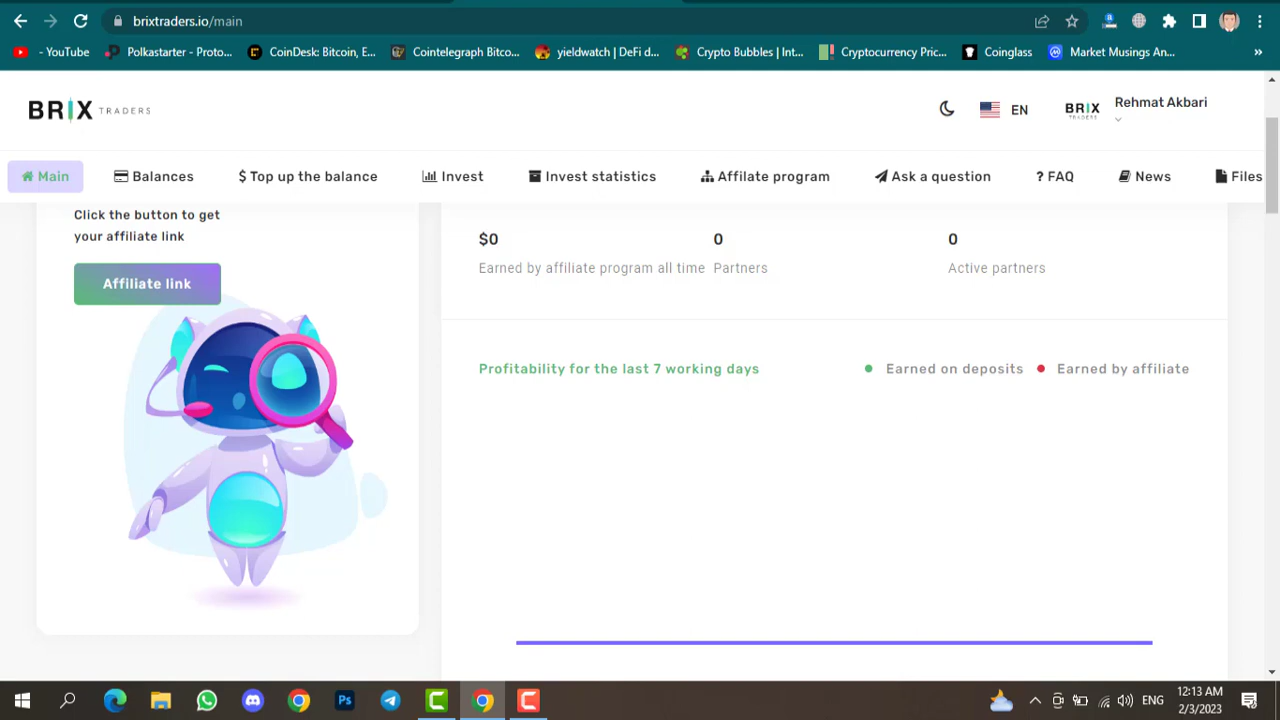 brixtraders.io/main
- YouTube
Polkastarter - Proto...
CoinDesk: Bitcoin, E...
Cointelegraph Bitco...
yieldwatch | DeFi d...
Crypto Bubbles | Int...
Cryptocurrency Pric...
Coinglass
Market Musings An...
»
BRIX TRADERS
EN
BRIX TRADERS
Rehmat Akbari
Main
Balances
$ Top up the balance
Invest
Invest statistics
Affilate program
Ask a question
? FAQ
News
Files
Click the button to get
your affiliate link
Affiliate link
$0
0
0
Earned by affiliate program all time
Partners
Active partners
Profitability for the last 7 working days
Earned on deposits
Earned by affiliate
Ps
C
C
ENG
12:13 AM
2/3/2023